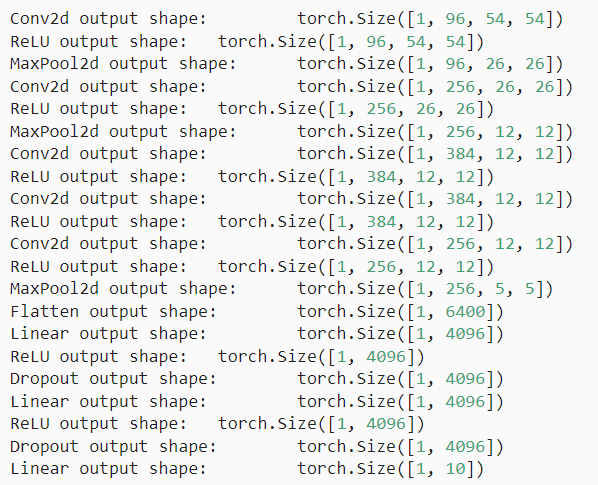 Conv2d output shape:         torch.Size([1, 96, 54, 54])
ReLU output shape:   torch.Size([1, 96, 54, 54])
MaxPool2d output shape:      torch.Size([1, 96, 26, 26])
Conv2d output shape:         torch.Size([1, 256, 26, 26])
ReLU output shape:   torch.Size([1, 256, 26, 26])
MaxPool2d output shape:      torch.Size([1, 256, 12, 12])
Conv2d output shape:         torch.Size([1, 384, 12, 12])
ReLU output shape:   torch.Size([1, 384, 12, 12])
Conv2d output shape:         torch.Size([1, 384, 12, 12])
ReLU output shape:   torch.Size([1, 384, 12, 12])
Conv2d output shape:         torch.Size([1, 256, 12, 12])
ReLU output shape:   torch.Size([1, 256, 12, 12])
MaxPool2d output shape:      torch.Size([1, 256, 5, 5])
Flatten output shape:        torch.Size([1, 6400])
Linear output shape:         torch.Size([1, 4096])
ReLU output shape:   torch.Size([1, 4096])
Dropout output shape:        torch.Size([1, 4096])
Linear output shape:         torch.Size([1, 4096])
ReLU output shape:   torch.Size([1, 4096])
Dropout output shape:        torch.Size([1, 4096])
Linear output shape:         torch.Size([1, 10])